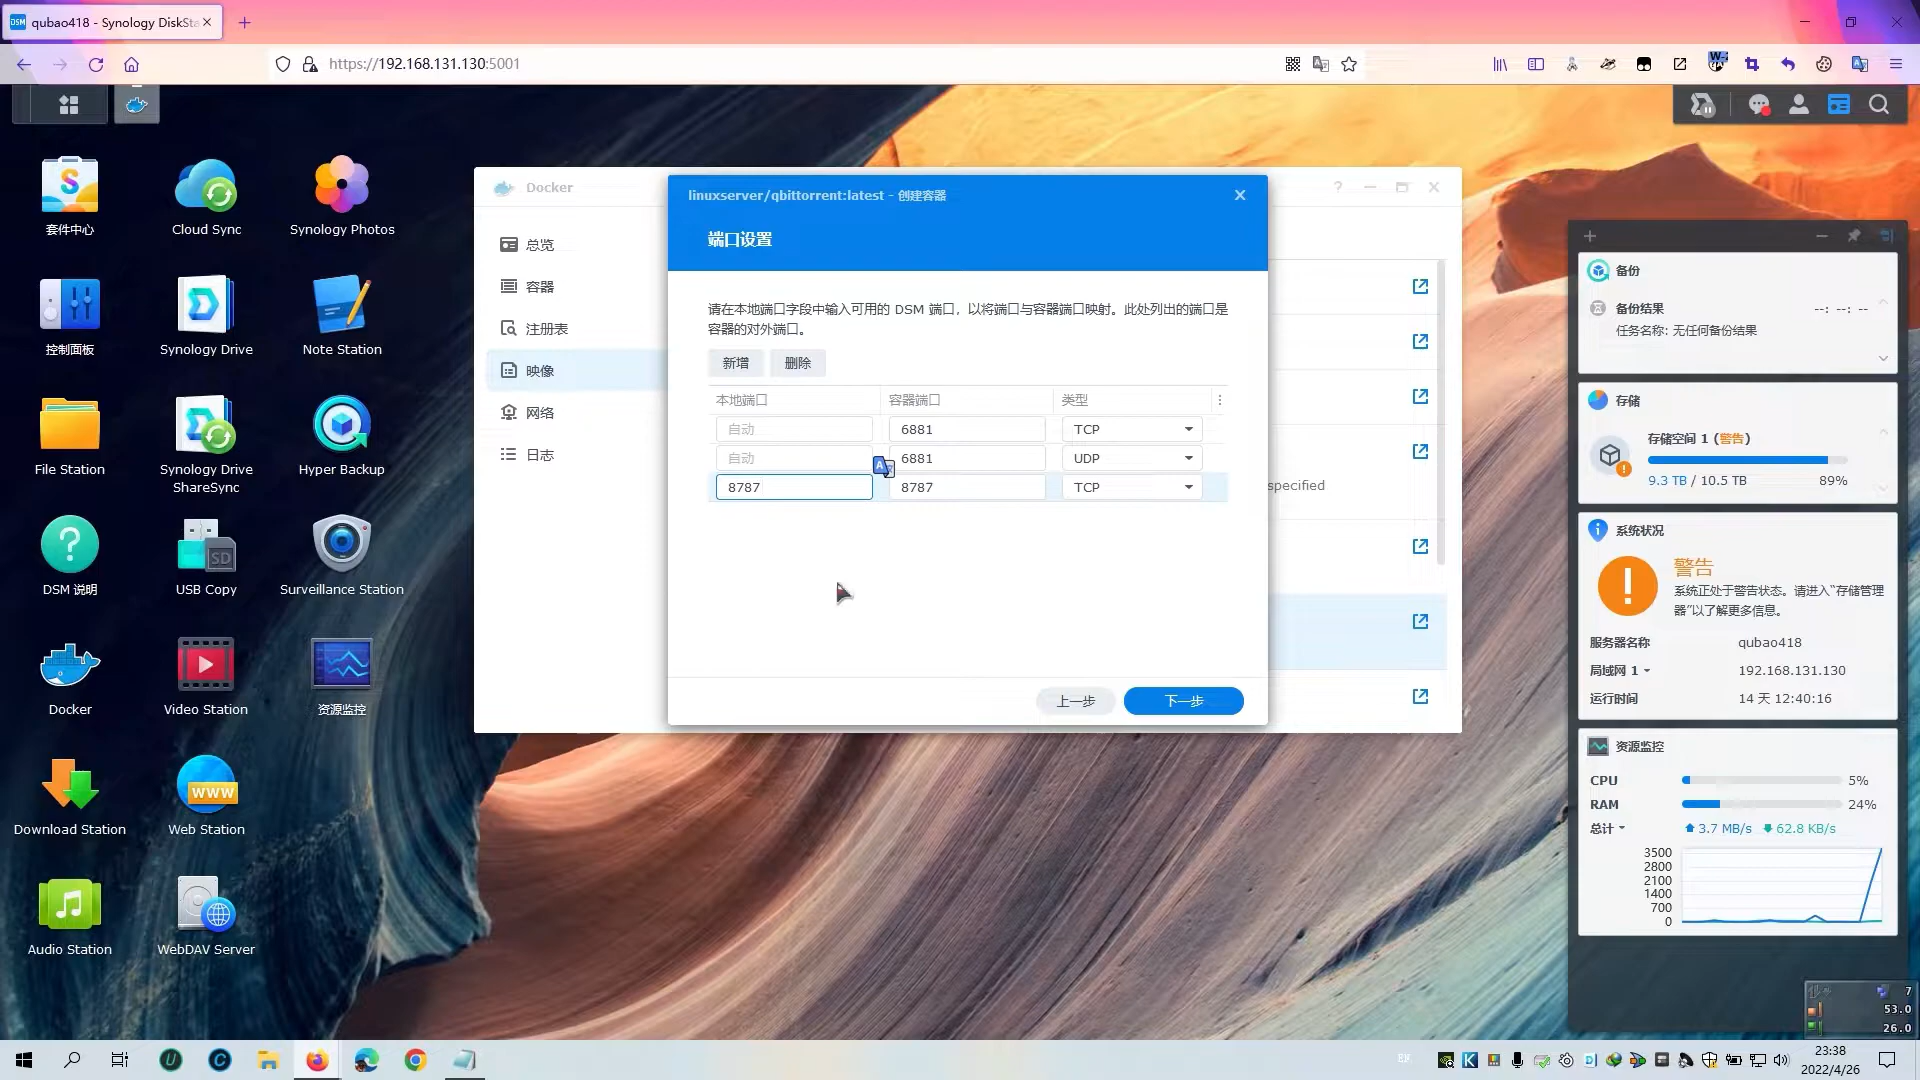 qubao418 - Synology DiskSta
https://192.168.131.130:5001
套件中心
Cloud Sync
Synology Photos
控制面板
Synology Drive
Note Station
File Station
Synology Drive
ShareSync
Hyper Backup
DSM 说明
USB Copy
Surveillance Station
Docker
Video Station
资源监控
Download Station
Web Station
Audio Station
WebDAV Server
Docker
总览
容器
注册表
映像
网络
日志
specified
linuxserver/qbittorrent:latest - 创建容器
端口设置
请在本地端口字段中输入可用的 DSM 端口，以将端口与容器端口映射。此处列出的端口是
容器的对外端口。
新增
删除
本地端口
容器端口
类型
自动
6881
TCP
自动
6881
UDP
8787
8787
TCP
上一步
下一步
备份
备份结果
--: --: --
任务名称: 无任何备份结果
存储
存储空间 1 (警告)
9.3 TB / 10.5 TB
89%
系统状况
警告
系统正处于警告状态。请进入“存储管理
器”以了解更多信息。
服务器名称
qubao418
局域网 1
192.168.131.130
运行时间
14 天 12:40:16
资源监控
CPU
5%
RAM
24%
总计
3.7 MB/s
62.8 KB/s
3500
2800
2100
1400
700
0
7
53.0
26.0
23:38
2022/4/26